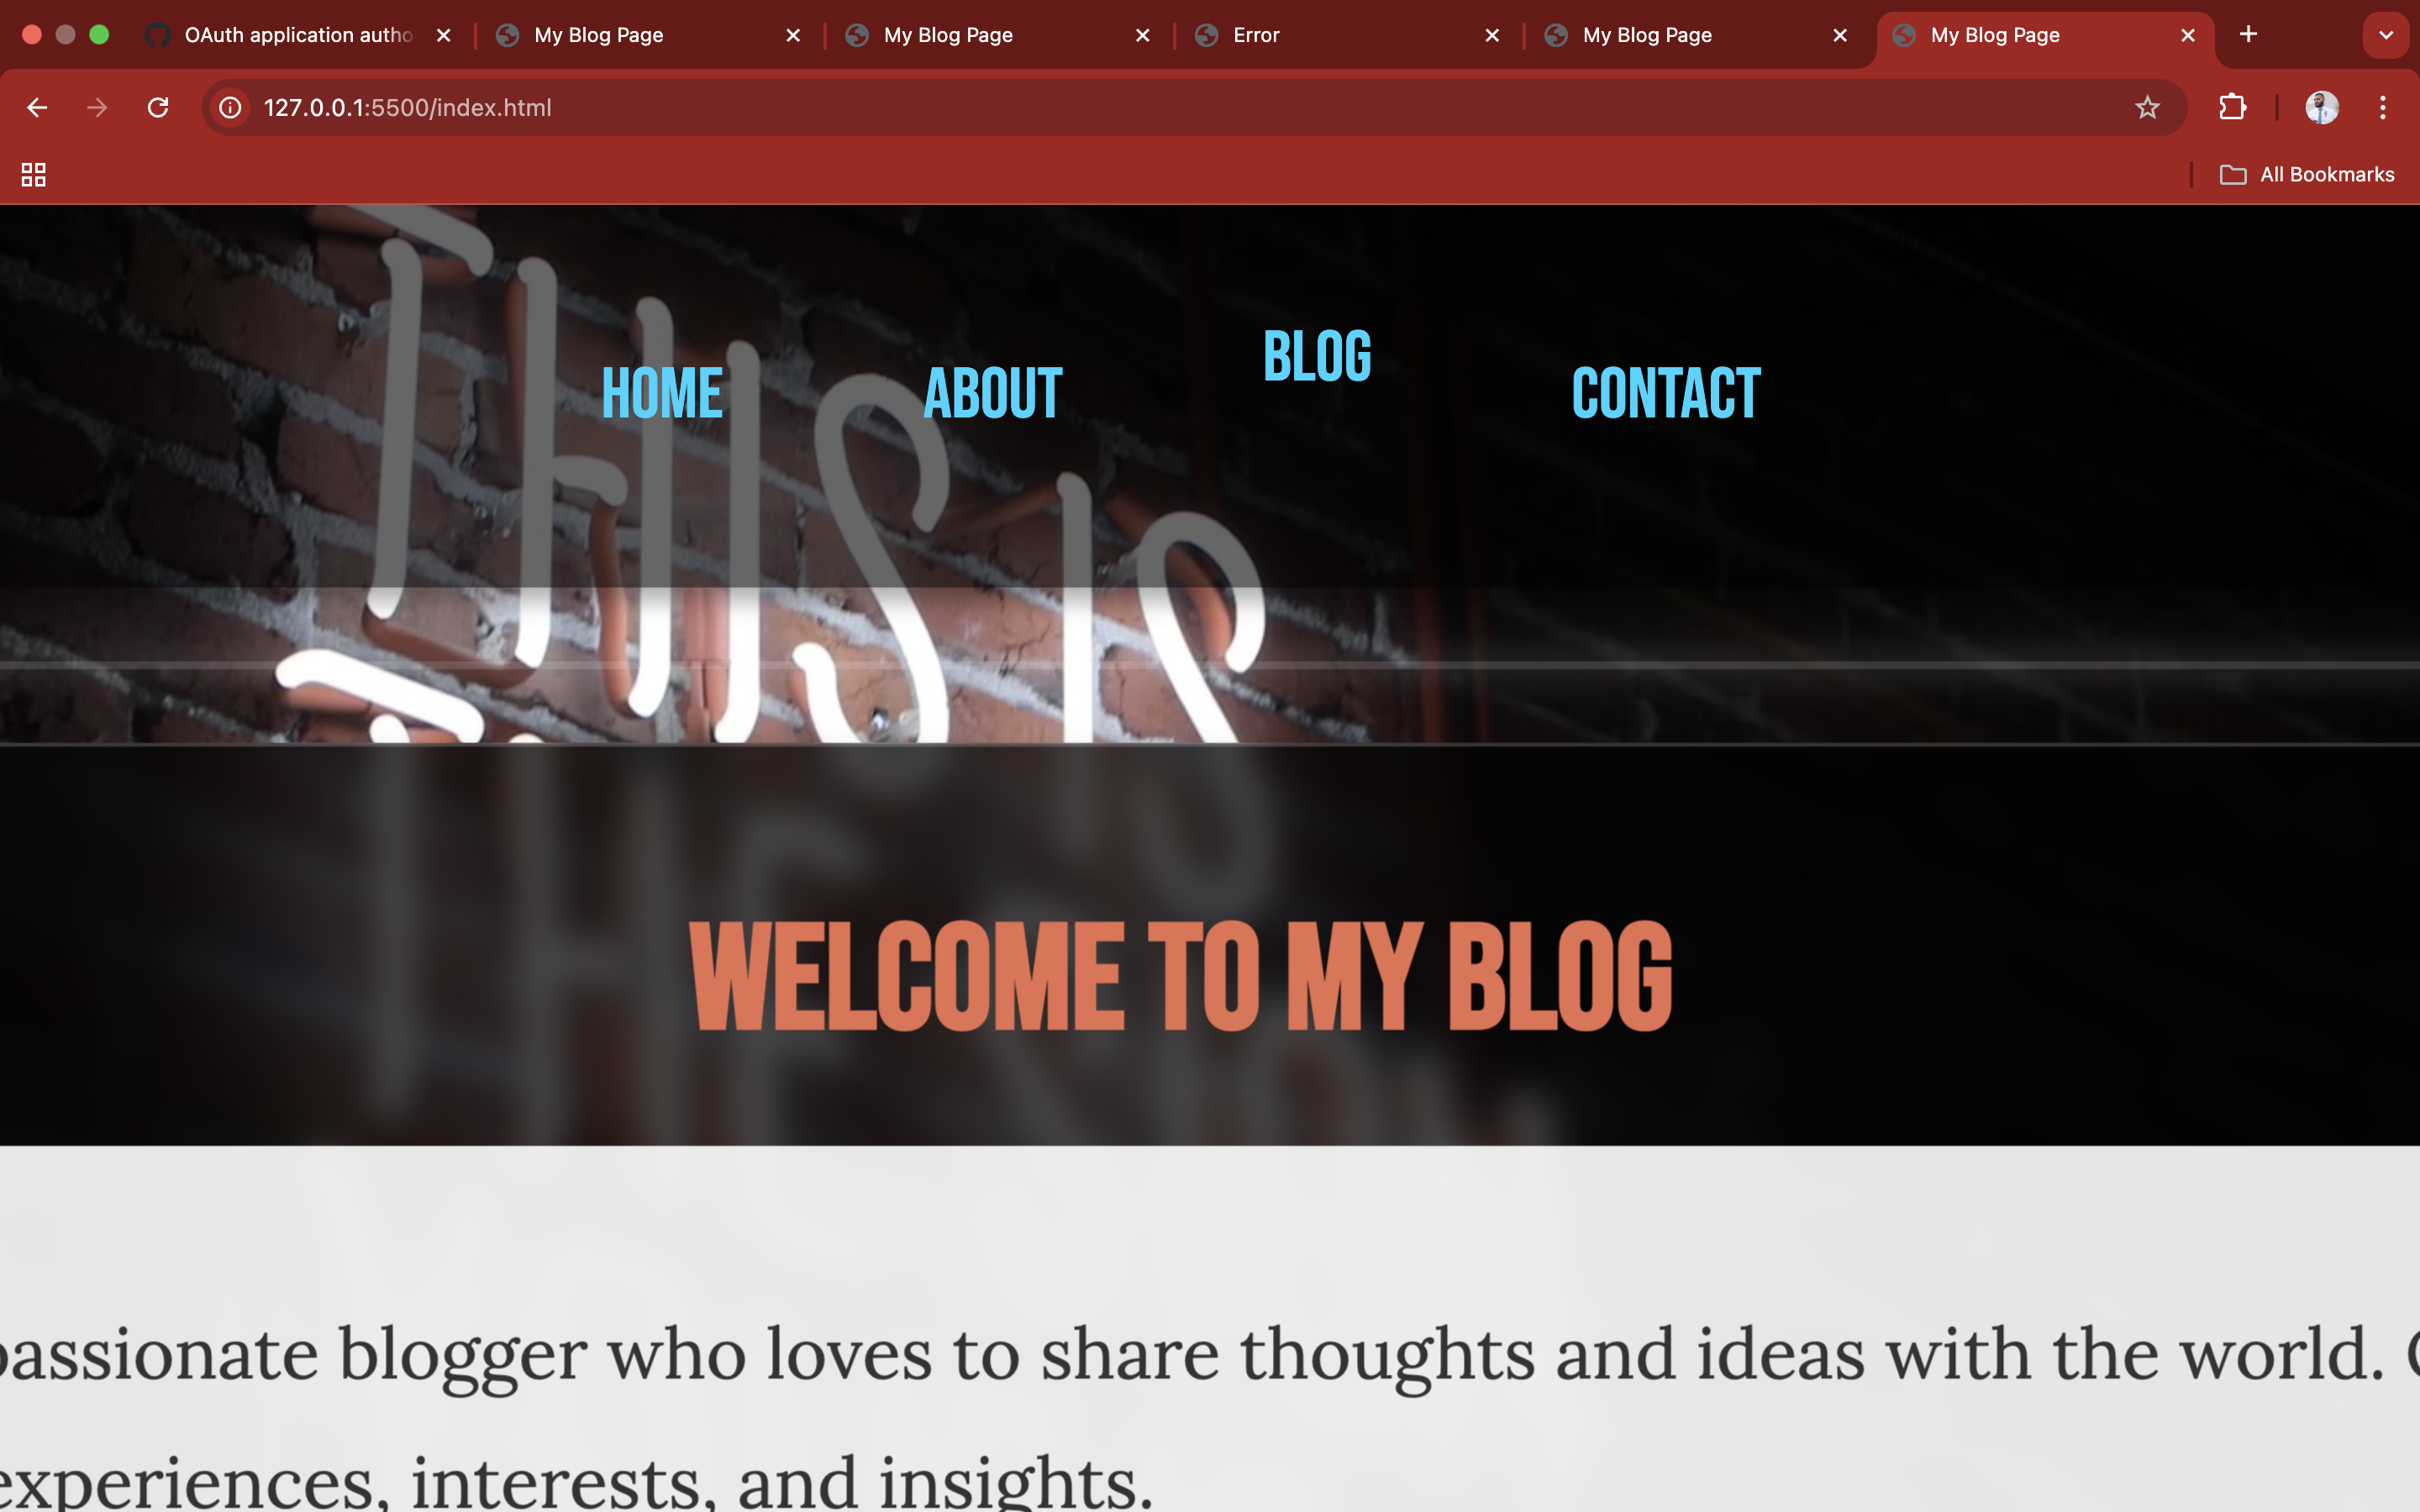 OAuth application autho
My Blog Page
My Blog Page
Error
My Blog Page
My Blog Page
127.0.0.1:5500/index.html
All Bookmarks
THIS IS
HOME
ABOUT
BLOG
CONTACT
WELCOME TO MY BLOG
passionate blogger who loves to share thoughts and ideas with the world.
experiences, interests, and insights.